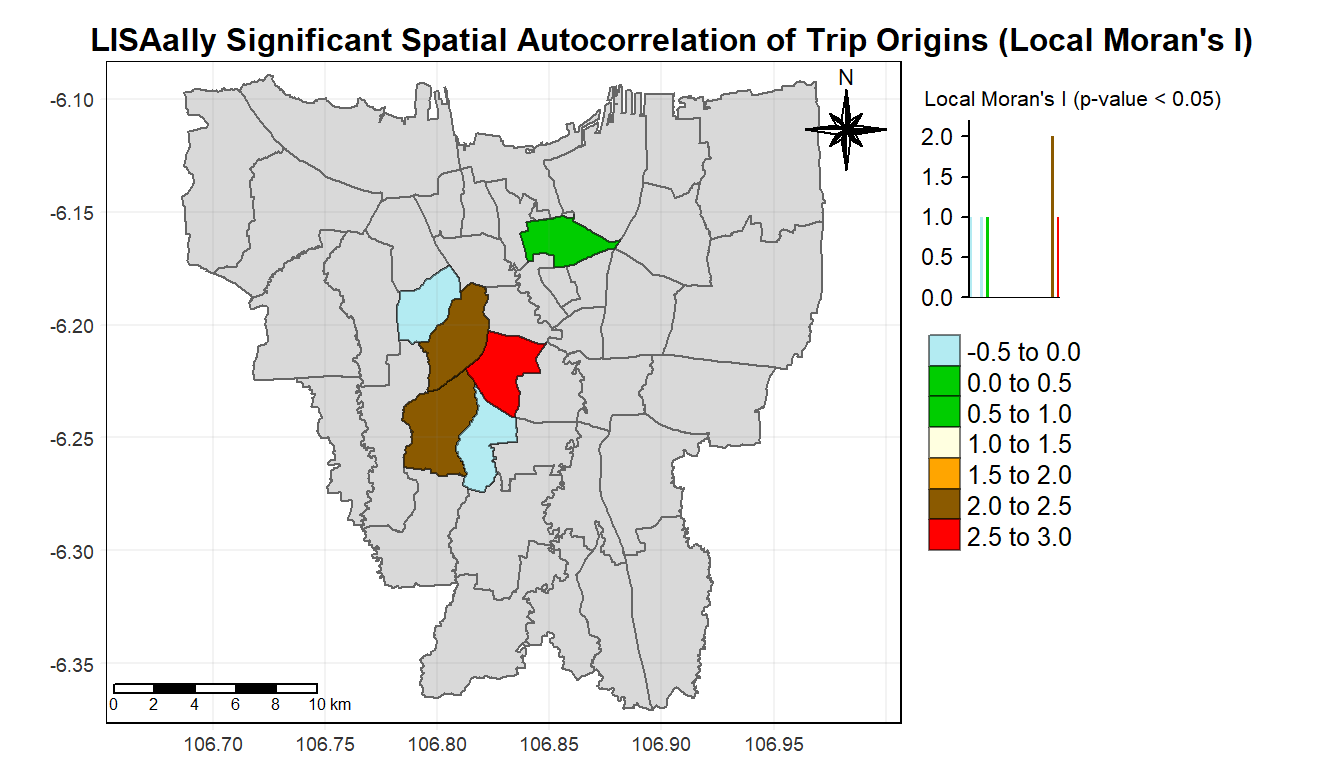 LISAally Significant Spatial Autocorrelation of Trip Origins (Local Moran's I)
N
-6.10
-6.15
-6.20
-6.25
-6.30
-6.35
0 2 4 6 8 10 km
106.70 106.75 106.80 106.85 106.90 106.95
Local Moran's I (p-value < 0.05)
2.0
1.5
1.0
0.5
0.0
-0.5 to 0.0
0.0 to 0.5
0.5 to 1.0
1.0 to 1.5
1.5 to 2.0
2.0 to 2.5
2.5 to 3.0